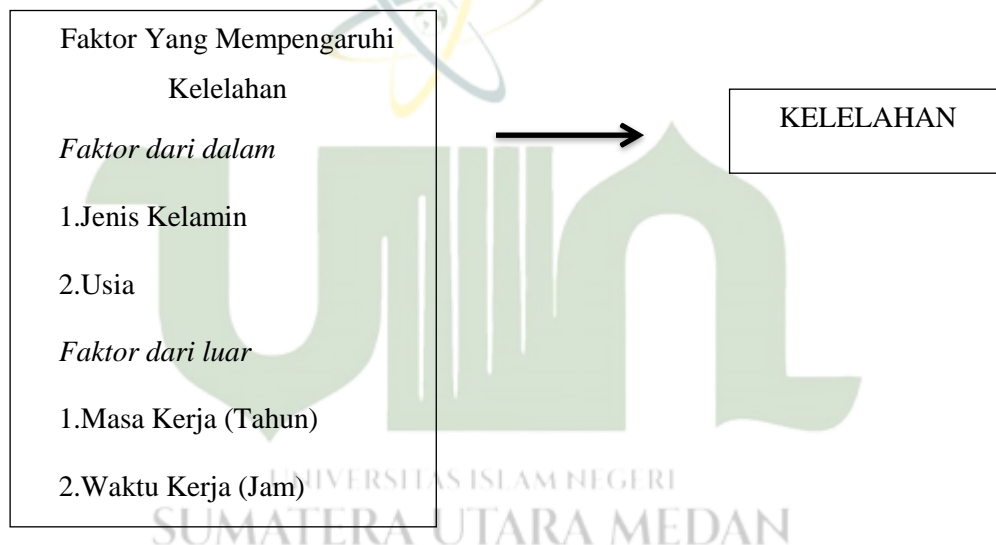 Faktor Yang Mempengaruhi
Kelelahan
Faktor dari dalam
1.Jenis Kelamin
2.Usia
Faktor dari luar
1.Masa Kerja (Tahun)
2.Waktu Kerja (Jam)
KELELAHAN
UNIVERSITAS ISLAM NEGERI
SUMATERA UTARA MEDAN